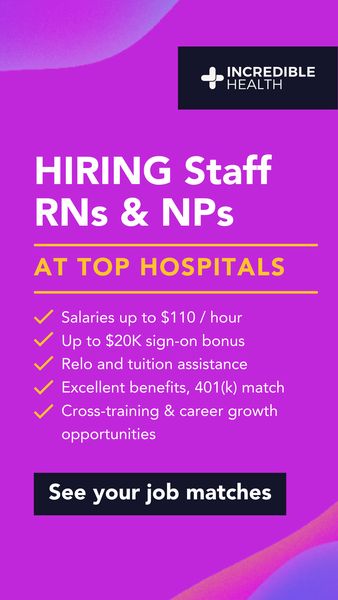 INCREDIBLE
HEALTH
HIRING Staff
RNs & NPs
AT TOP HOSPITALS
Salaries up to $110 / hour
Up to $20K sign-on bonus
Relo and tuition assistance
Excellent benefits, 401(k) match
Cross-training & career growth
opportunities
See your job matches